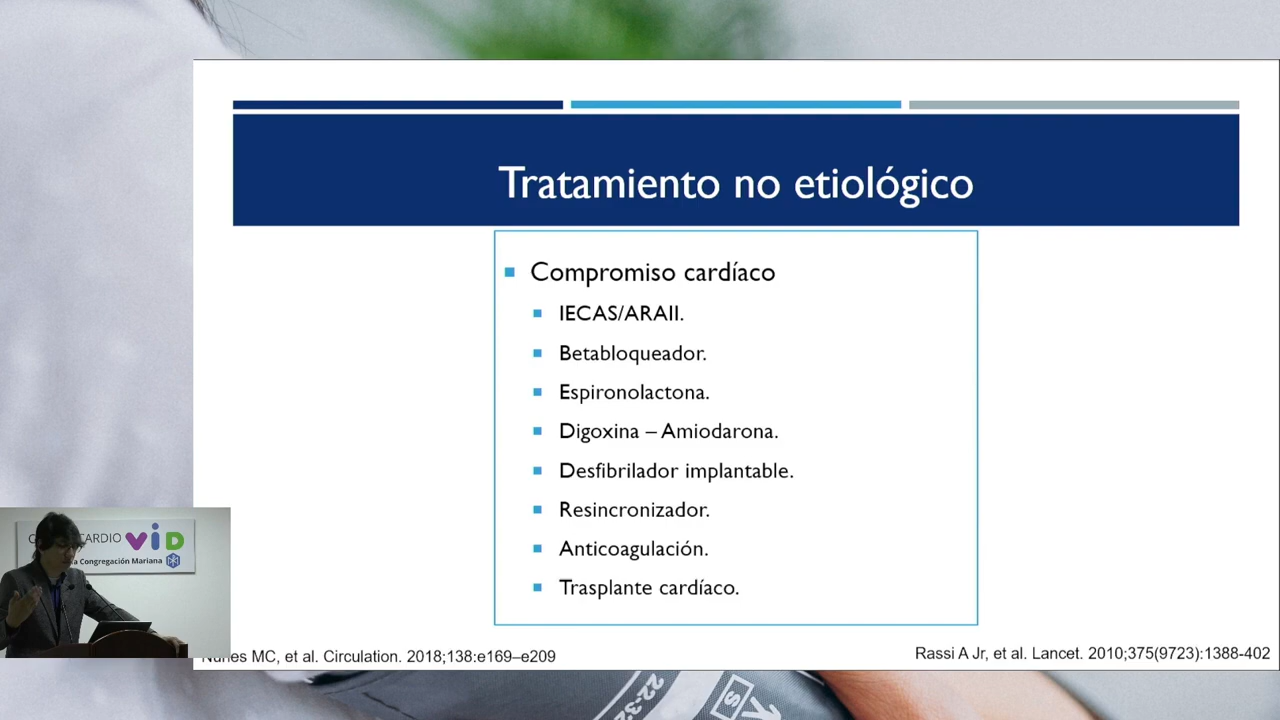 Tratamiento no etiológico
Compromiso cardíaco
IECAS/ARAII.
Betabloqueador.
Espironolactona.
Digoxina – Amiodarona.
Desfibrilador implantable.
Resincronizador.
Anticoagulación.
Trasplante cardíaco.
CARDIO VID
a Congregación Mariana
Nunes MC, et al. Circulation. 2018;138:e169–e209
Rassi A Jr, et al. Lancet. 2010;375(9723):1388-402
S